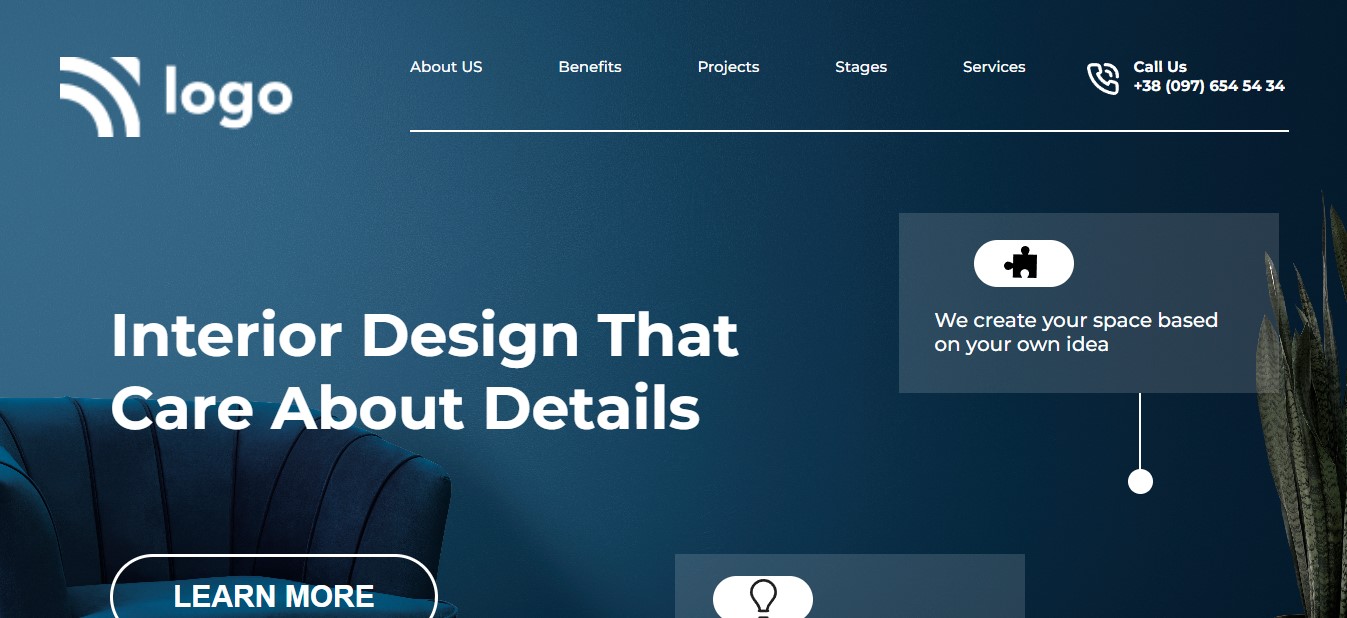 logo
About US
Benefits
Projects
Stages
Services
Call Us
+38 (097) 654 54 34
We create your space based
on your own idea
Interior Design That
Care About Details
LEARN MORE